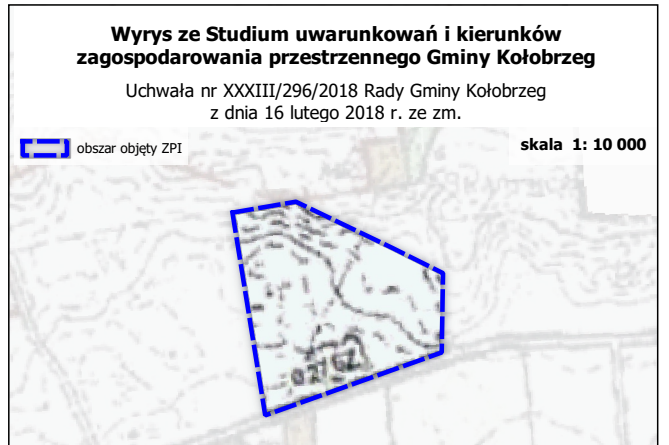 Wyrys ze Studium uwarunkowań i kierunków
zagospodarowania przestrzennego Gminy Kołobrzeg
Uchwała nr XXXIII/296/2018 Rady Gminy Kołobrzeg
z dnia 16 lutego 2018 r. ze zm.
obszar objęty ZPI
skala 1: 10 000